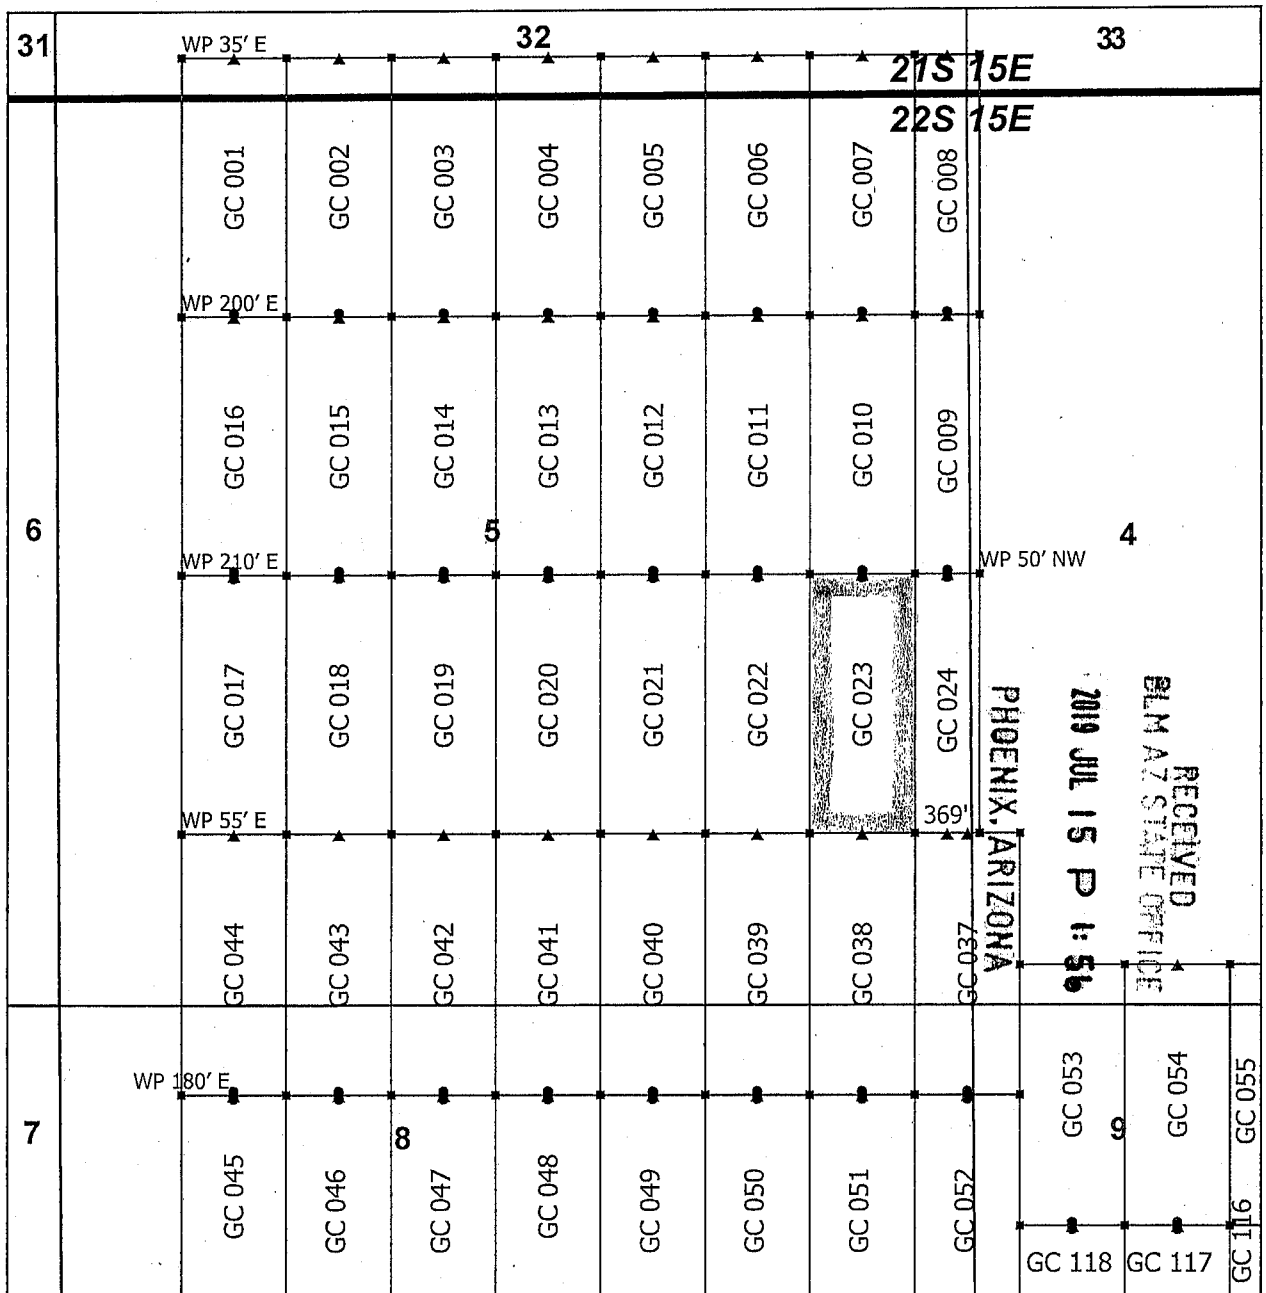 31
WP 35' E
32
33
21S 15E
22S 15E
GC 001
GC 002
GC 003
GC 004
GC 005
GC 006
GC 007
GC 008
WP 200' E
GC 016
GC 015
GC 014
GC 013
GC 012
GC 011
GC 010
GC 009
6
5
4
WP 210' E
WP 50' NW
GC 017
GC 018
GC 019
GC 020
GC 021
GC 022
GC 023
GC 024
RECEIVED
BLM AZ STATE OFFICE
2019 JUL 15 P 1:56
PHOENIX, ARIZONA
WP 55' E
369'
GC 044
GC 043
GC 042
GC 041
GC 040
GC 039
GC 038
GC 037
WP 180' E
GC 053
GC 054
GC 055
7
8
9
GC 045
GC 046
GC 047
GC 048
GC 049
GC 050
GC 051
GC 052
GC 118
GC 117
GC 116